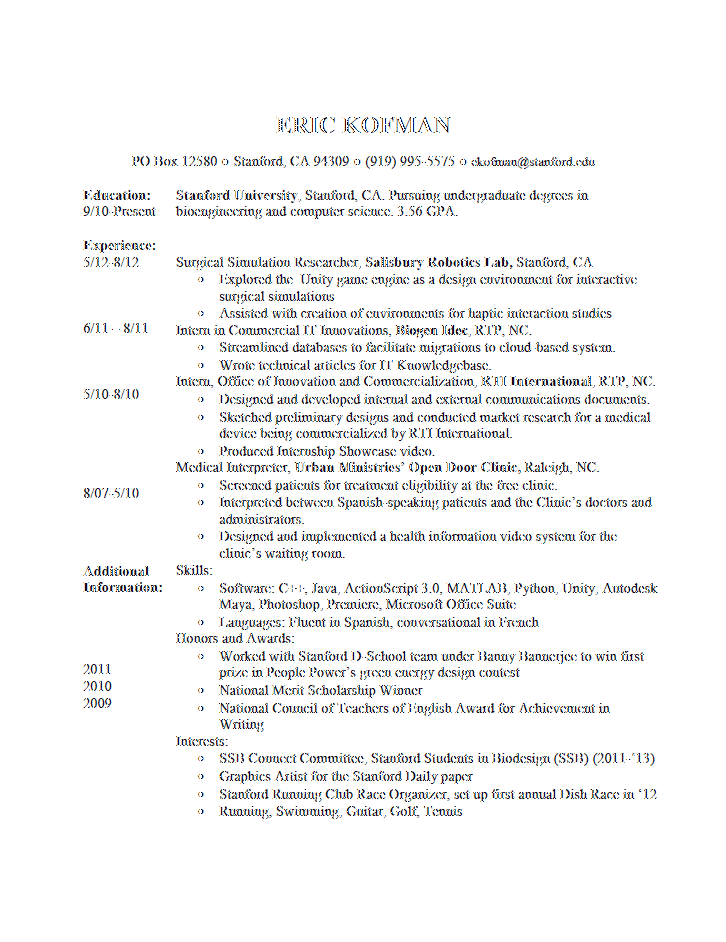 ERIC KOFMAN
PO Box 12580 o Stanford, CA 94309 o (919) 995-5575 o ekofman@stanford.edu
Education: Stanford University, Stanford, CA. Pursuing undergraduate degrees in
9/10-Present bioengineering and computer science. 3.56 GPA.
Experience:
5/12-8/12 Surgical Simulation Researcher, Salisbury Robotics Lab, Stanford, CA.
o Explored the Unity game engine as a design environment for interactive
surgical simulations
o Assisted with creation of environments for haptic interaction studies
6/11 - 8/11 Intern in Commercial IT Innovations, Biogen Idec, RTP, NC.
o Streamlined databases to facilitate migrations to cloud-based system.
o Wrote technical articles for IT Knowledgebase.
Intern, Office of Innovation and Commercialization, RTI International, RTP, NC.
5/10-8/10 o Designed and developed internal and external communications documents.
o Sketched preliminary designs and conducted market research for a medical
device being commercialized by RTI International.
o Produced Internship Showcase video.
Medical Interpreter, Urban Ministries' Open Door Clinic, Raleigh, NC.
o Screened patients for treatment eligibility at the free clinic.
8/07-5/10 o Interpreted between Spanish-speaking patients and the Clinic's doctors and
administrators.
o Designed and implemented a health information video system for the
clinic's waiting room.
Additional Skills:
Information: o Software: C++, Java, ActionScript 3.0, MATLAB, Python, Unity, Autodesk
Maya, Photoshop, Premiere, Microsoft Office Suite
o Languages: Fluent in Spanish, conversational in French
Honors and Awards:
o Worked with Stanford D-School team under Banny Bannerjee to win first
2011 prize in People Power's green energy design contest
2010 o National Merit Scholarship Winner
2009 o National Council of Teachers of English Award for Achievement in
Writing
Interests:
o SSB Connect Committee, Stanford Students in Biodesign (SSB) (2011-'13)
o Graphics Artist for the Stanford Daily paper
o Stanford Running Club Race Organizer, set up first annual Dish Race in '12
o Running, Swimming, Guitar, Golf, Tennis